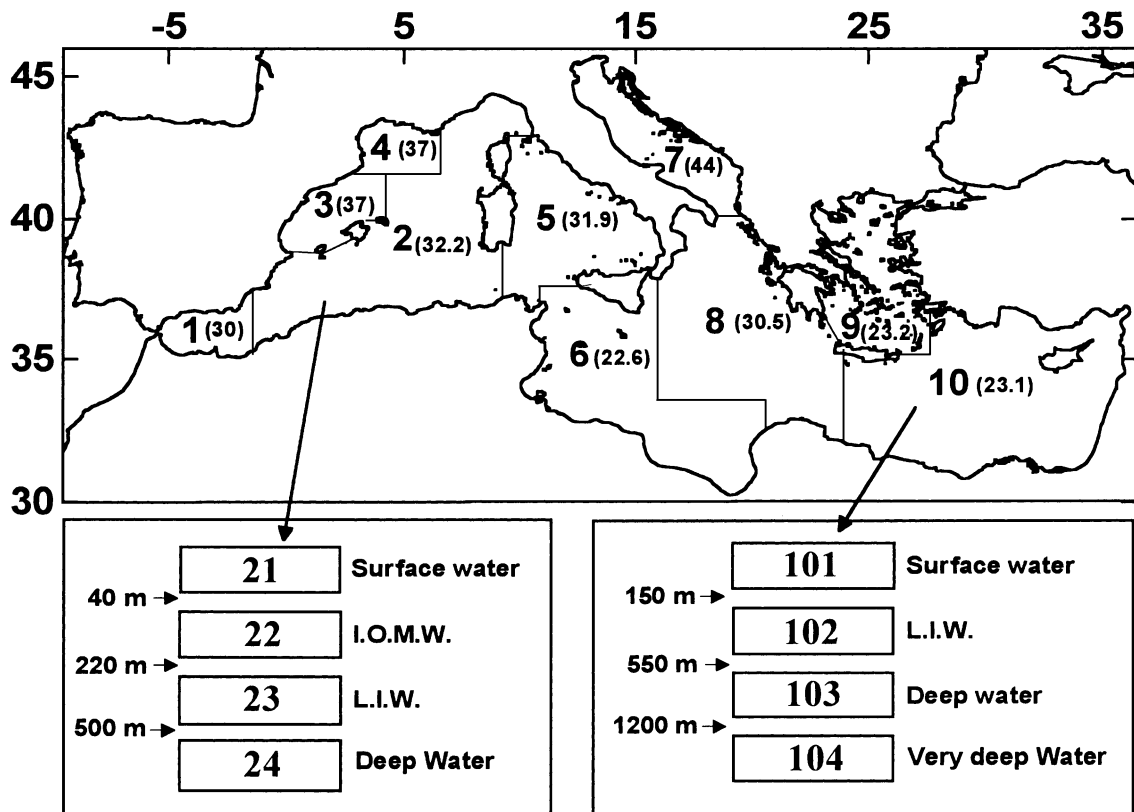 -5 5 15 25 35
45
40
35
30
4 (37)
7 (44)
3 (37)
2 (32.2)
5 (31.9)
1 (30)
6 (22.6)
8 (30.5)
9 (23.2)
10 (23.1)
21 Surface water
40 m
22 I.O.M.W.
220 m
23 L.I.W.
500 m
24 Deep Water
101 Surface water
150 m
102 L.I.W.
550 m
103 Deep water
1200 m
104 Very deep Water